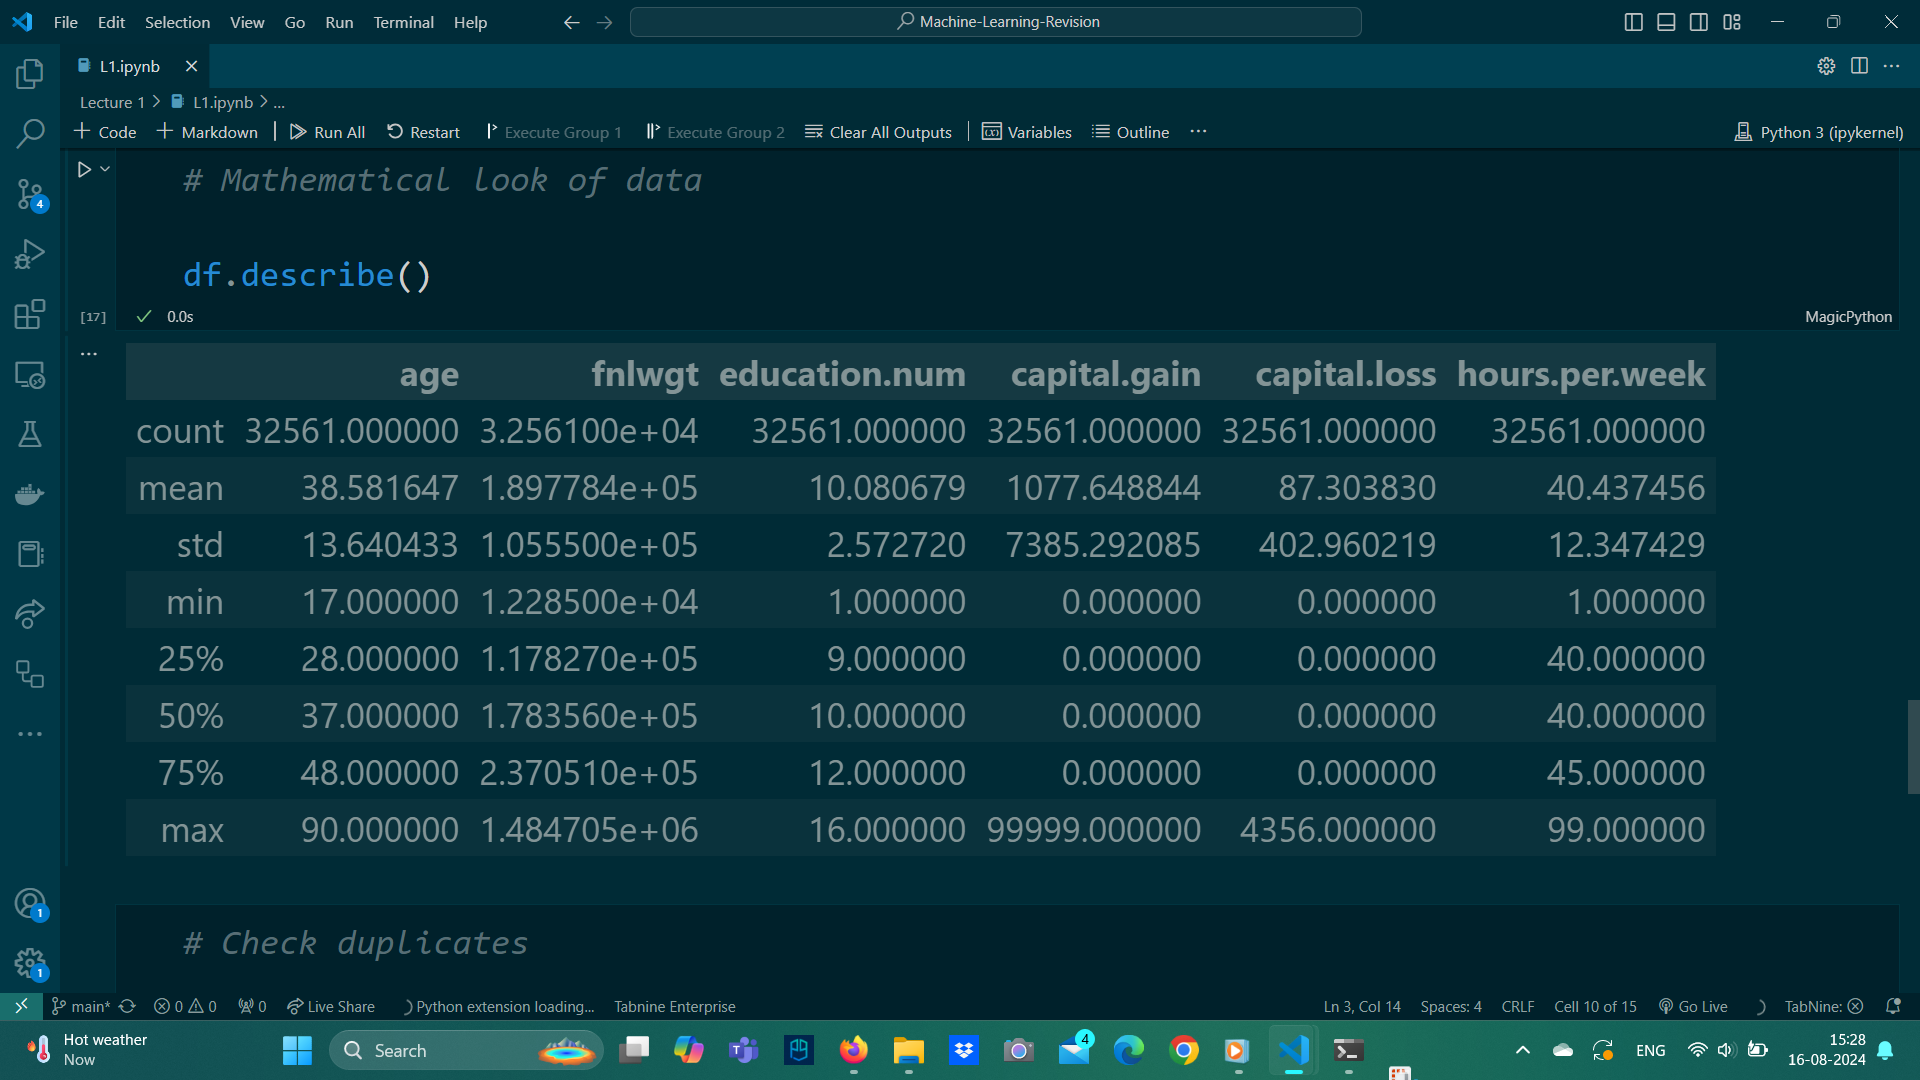 File Edit Selection View Go Run Terminal Help Machine-Learning-Revision
L1.ipynb
Lecture 1 > L1.ipynb > ...
+ Code + Markdown | Run All Restart Execute Group 1 Execute Group 2 Clear All Outputs | Variables Outline ... Python 3 (ipykernel)
# Mathematical look of data
df.describe()
[17] 0.0s MagicPython
...
age fnlwgt education.num capital.gain capital.loss hours.per.week
count 32561.000000 3.256100e+04 32561.000000 32561.000000 32561.000000 32561.000000
mean 38.581647 1.897784e+05 10.080679 1077.648844 87.303830 40.437456
std 13.640433 1.055500e+05 2.572720 7385.292085 402.960219 12.347429
min 17.000000 1.228500e+04 1.000000 0.000000 0.000000 1.000000
25% 28.000000 1.178270e+05 9.000000 0.000000 0.000000 40.000000
50% 37.000000 1.783560e+05 10.000000 0.000000 0.000000 40.000000
75% 48.000000 2.370510e+05 12.000000 0.000000 0.000000 45.000000
max 90.000000 1.484705e+06 16.000000 99999.000000 4356.000000 99.000000
# Check duplicates
4
1
1
main* 0 0 0 Live Share Python extension loading... Tabnine Enterprise Ln 3, Col 14 Spaces: 4 CRLF Cell 10 of 15 Go Live TabNine:
Hot weather
Now
Search
4
ENG
15:28
16-08-2024